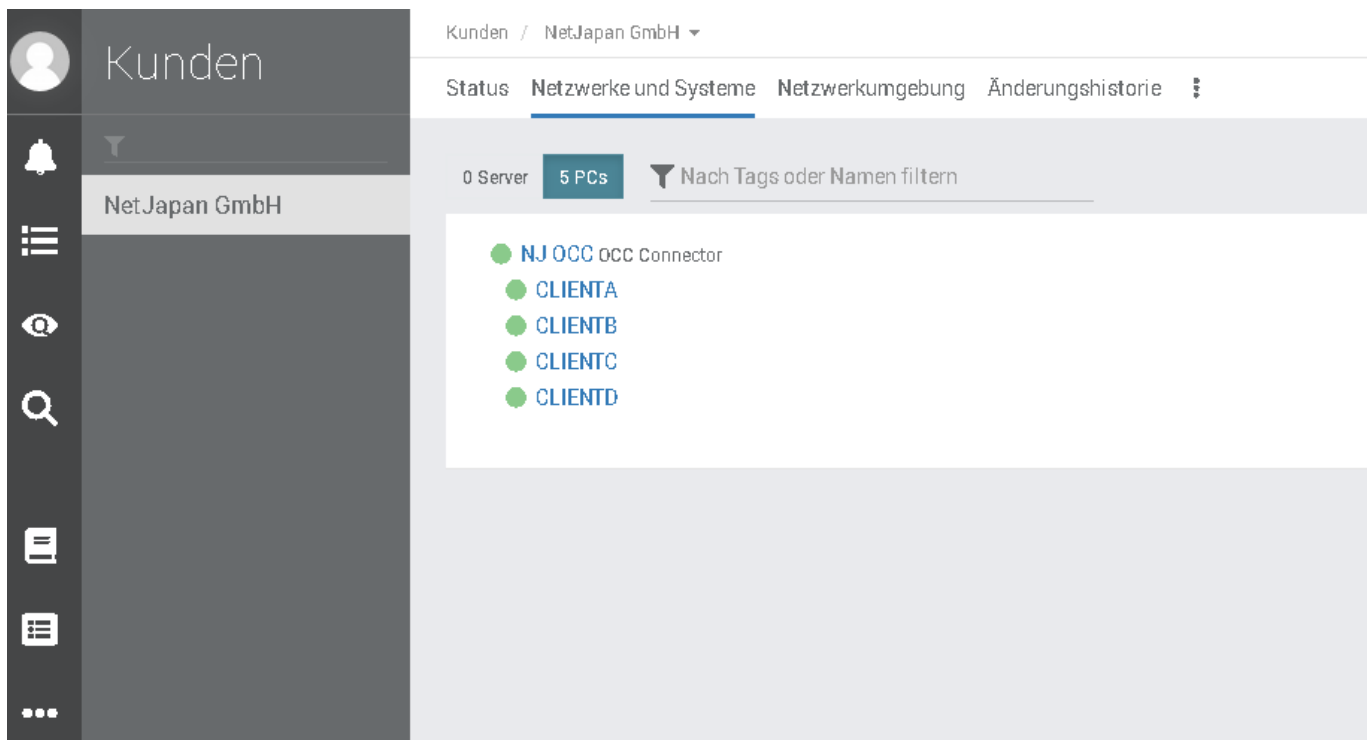 Kunden
NetJapan GmbH
Kunden / NetJapan GmbH
Status Netzwerke und Systeme Netzwerkumgebung Änderungshistorie
0 Server 5 PCs Nach Tags oder Namen filtern
NJ OCC OCC Connector
CLIENTA
CLIENTB
CLIENTC
CLIENTD